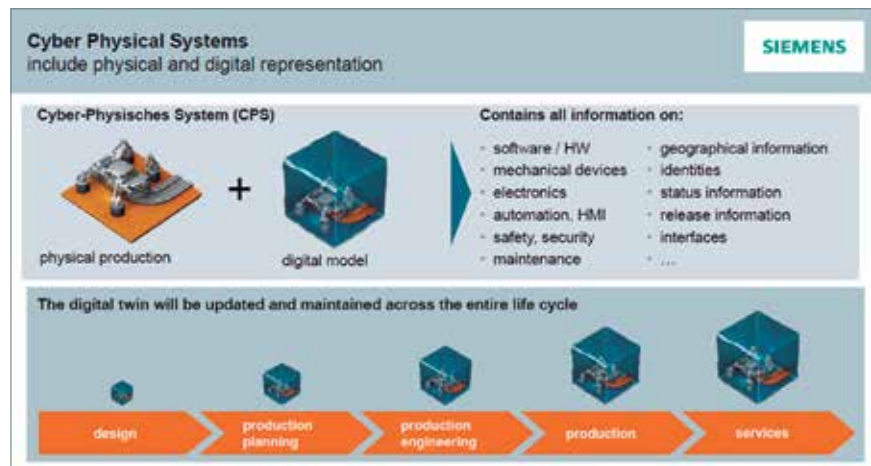 Cyber Physical Systems
include physical and digital representation
SIEMENS
Cyber-Physisches System (CPS)
+
physical production
digital model
Contains all information on:
· software / HW
· mechanical devices
· electronics
· automation, HMI
· safety, security
· maintenance
· geographical information
· identities
· status information
· release information
· interfaces
· ...
The digital twin will be updated and maintained across the entire life cycle
design
production
planning
production
engineering
production
services